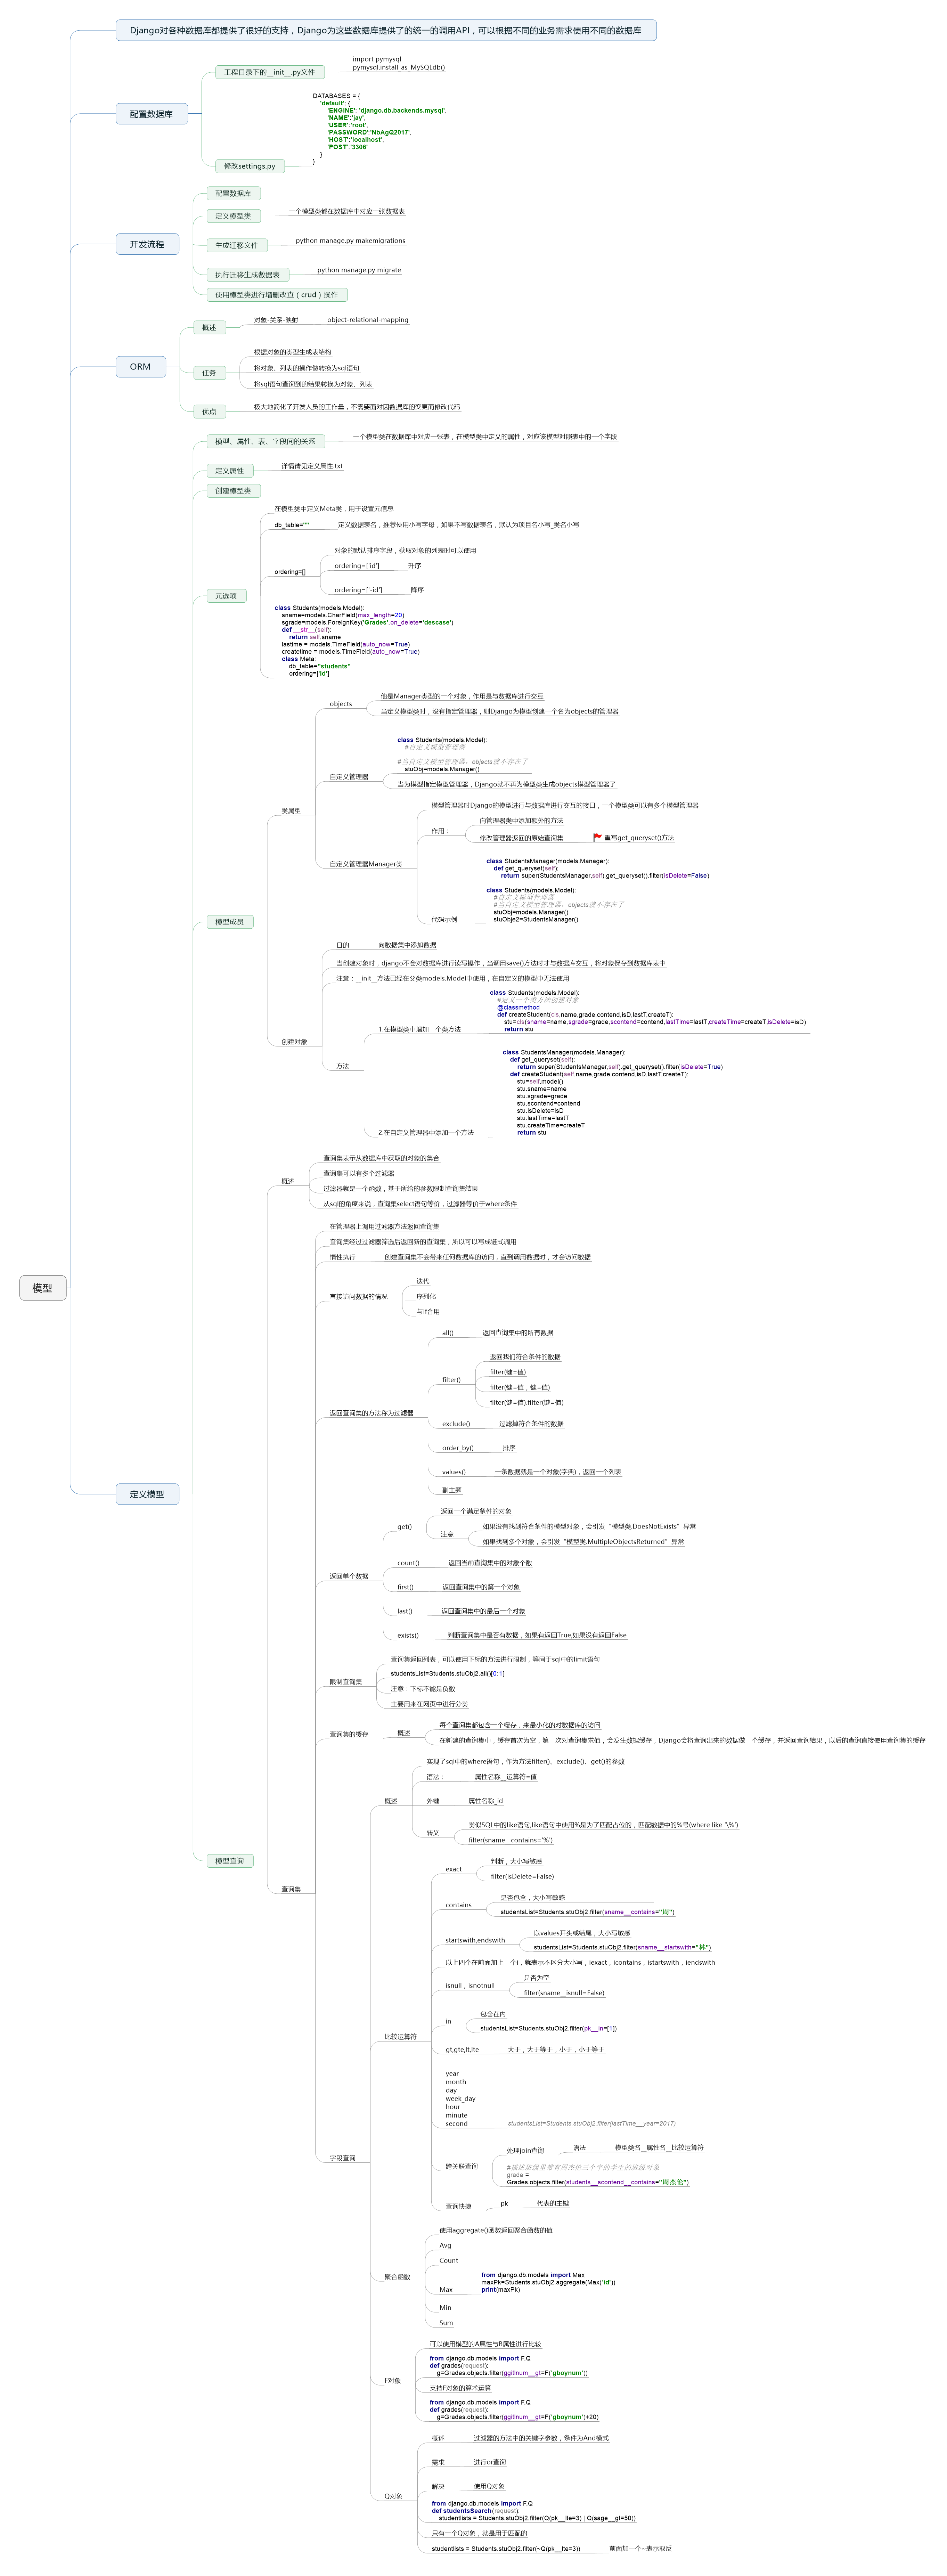 Django对各种数据库都提供了很好的支持，Django为这些数据库提供了的统一的调用API，可以根据不同的业务需求使用不同的数据库
配置数据库
工程目录下的__init__.py文件
import pymysql
pymysql.install_as_MySQLdb()
修改settings.py
DATABASES = {
'default': {
'ENGINE': 'django.db.backends.mysql',
'NAME':'jay',
'USER':'root',
'PASSWORD':'NbAgQ2017',
'HOST':'localhost',
'POST':'3306'
}
}
开发流程
配置数据库
定义模型类
一个模型类都在数据库中对应一张数据表
生成迁移文件
python manage.py makemigrations
执行迁移生成数据表
python manage.py migrate
使用模型类进行增删改查（crud）操作
ORM
概述
对象-关系-映射
object-relational-mapping
任务
根据对象的类型生成表结构
将对象、列表的操作做转换为sql语句
将sql语句查询到的结果转换为对象、列表
优点
极大地简化了开发人员的工作量，不需要面对因数据库的变更而修改代码
模型
定义模型
模型、属性、表、字段间的关系
一个模型类在数据库中对应一张表，在模型类中定义的属性，对应该模型对照表中的一个字段
定义属性
详情请见定义属性.txt
创建模型类
元选项
在模型类中定义Meta类，用于设置元信息
db_table=""
定义数据表名，推荐使用小写字母，如果不写数据表名，默认为项目名小写_类名小写
ordering=[]
对象的默认排序字段，获取对象的列表时可以使用
ordering=['id']
升序
ordering=['-id']
降序
class Students(models.Model):
sname=models.CharField(max_length=20)
sgrade=models.ForeignKey('Grades',on_delete='descase')
def __str__(self):
return self.sname
lastime = models.TimeField(auto_now=True)
createtime = models.TimeField(auto_now=True)
class Meta:
db_table="students"
ordering=['id']
模型成员
类属型
objects
他是Manager类型的一个对象，作用是与数据库进行交互
当定义模型类时，没有指定管理器，则Django为模型创建一个名为objects的管理器
自定义管理器
class Students(models.Model):
#自定义模型管理器
#当自定义模型管理器，objects就不存在了
stuObj=models.Manager()
当为模型指定模型管理器，Django就不再为模型类生成objects模型管理器了
自定义管理器Manager类
模型管理器时Django的模型进行与数据库进行交互的接口，一个模型类可以有多个模型管理器
作用：
向管理器类中添加额外的方法
修改管理器返回的原始查询集
重写get_queryset()方法
代码示例
class StudentsManager(models.Manager):
def get_queryset(self):
return super(StudentsManager,self).get_queryset().filter(isDelete=False)
class Students(models.Model):
#自定义模型管理器
#当自定义模型管理器，objects就不存在了
stuObj=models.Manager()
stuObje2=StudentsManager()
创建对象
目的
向数据集中添加数据
当创建对象时，django不会对数据库进行读写操作，当调用save()方法时才与数据库交互，将对象保存到数据库表中
注意：__init__方法已经在父类models.Model中使用，在自定义的模型中无法使用
方法
1.在模型类中增加一个类方法
class Students(models.Model):
#定义一个类方法创建对象
@classmethod
def createStudent(cls,name,grade,contend,isD,lastT,createT):
stu=cls(sname=name,sgrade=grade,scontend=contend,lastTime=lastT,createTime=createT,isDelete=isD)
return stu
2.在自定义管理器中添加一个方法
class StudentsManager(models.Manager):
def get_queryset(self):
return super(StudentsManager,self).get_queryset().filter(isDelete=True)
def createStudent(self,name,grade,contend,isD,lastT,createT):
stu=self.model()
stu.sname=name
stu.sgrade=grade
stu.scontend=contend
stu.isDelete=isD
stu.lastTime=lastT
stu.createTime=createT
return stu
模型查询
概述
查询集表示从数据库中获取的对象的集合
查询集可以有多个过滤器
过滤器就是一个函数，基于所给的参数限制查询集结果
从sql的角度来说，查询集select语句等价，过滤器等价于where条件
查询集
在管理器上调用过滤器方法返回查询集
查询集经过过滤器筛选后返回新的查询集，所以可以写成链式调用
惰性执行
创建查询集不会带来任何数据库的访问，直到调用数据时，才会访问数据
直接访问数据的情况
迭代
序列化
与if合用
返回查询集的方法称为过滤器
all()
返回查询集中的所有数据
filter()
返回我们符合条件的数据
filter(键=值)
filter(键=值，键=值)
filter(键=值).filter(键=值)
exclude()
过滤掉符合条件的数据
order_by()
排序
values()
一条数据就是一个对象(字典)，返回一个列表
副主题
返回单个数据
get()
返回一个满足条件的对象
注意
如果没有找到符合条件的模型对象，会引发“模型类.DoesNotExists”异常
如果找到多个对象，会引发“模型类.MultipleObjectsReturned”异常
count()
返回当前查询集中的对象个数
first()
返回查询集中的第一个对象
last()
返回查询集中的最后一个对象
exists()
判断查询集中是否有数据，如果有返回True,如果没有返回False
限制查询集
查询集返回列表，可以使用下标的方法进行限制，等同于sql中的limit语句
studentsList=Students.stuObj2.all()[0:1]
注意：下标不能是负数
主要用来在网页中进行分类
查询集的缓存
概述
每个查询集都包含一个缓存，来最小化的对数据库的访问
在新建的查询集中，缓存首次为空，第一次对查询集求值，会发生数据缓存，Django会将查询出来的数据做一个缓存，并返回查询结果，以后的查询直接使用查询集的缓存
字段查询
概述
实现了sql中的where语句，作为方法filter()、exclude()、get()的参数
语法：
属性名称__运算符=值
外键
属性名称_id
转义
类似SQL中的like语句,like语句中使用%是为了匹配占位的，匹配数据中的%号(where like '\%')
filter(sname__contains='%')
比较运算符
exact
判断，大小写敏感
filter(isDelete=False)
contains
是否包含，大小写敏感
studentsList=Students.stuObj2.filter(sname__contains="周")
startswith,endswith
以values开头或结尾，大小写敏感
studentsList=Students.stuObj2.filter(sname__startswith="林")
以上四个在前面加上一个i，就表示不区分大小写，iexact，icontains，istartswith，iendswith
isnull，isnotnull
是否为空
filter(sname__isnull=False)
in
包含在内
studentsList=Students.stuObj2.filter(pk__in=[1])
gt,gte,lt,lte
大于，大于等于，小于，小于等于
year
month
day
week_day
hour
minute
second
studentsList=Students.stuObj2.filter(lastTime__year=2017)
跨关联查询
处理join查询
语法
模型类名__属性名__比较运算符
#描述班级里带有周杰伦三个字的学生的班级对象
grade =
Grades.objects.filter(students__scontend__contains="周杰伦")
查询快捷
pk
代表的主键
聚合函数
使用aggregate()函数返回聚合函数的值
Avg
Count
Max
from django.db.models import Max
maxPk=Students.stuObj2.aggregate(Max('id'))
print(maxPk)
Min
Sum
F对象
可以使用模型的A属性与B属性进行比较
from django.db.models import F,Q
def grades(request):
g=Grades.objects.filter(ggirlnum__gt=F('gboynum'))
支持F对象的算术运算
from django.db.models import F,Q
def grades(request):
g=Grades.objects.filter(ggirlnum__gt=F('gboynum')+20)
Q对象
概述
过滤器的方法中的关键字参数，条件为And模式
需求
进行or查询
解决
使用Q对象
from django.db.models import F,Q
def studentsSearch(request):
studentlists = Students.stuObj2.filter(Q(pk__lte=3) | Q(sage__gt=50))
只有一个Q对象，就是用于匹配的
studentlists = Students.stuObj2.filter(~Q(pk__lte=3))
前面加一个~表示取反